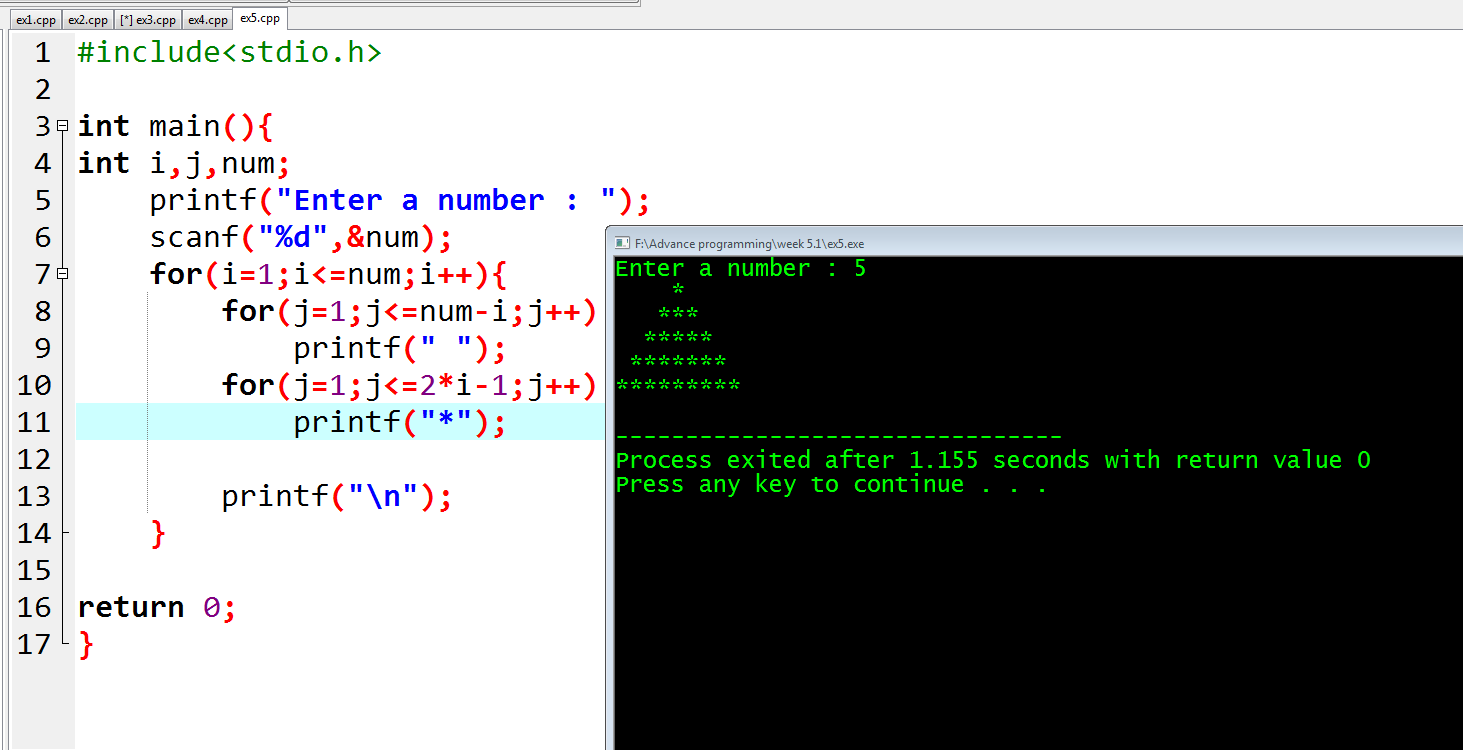 ex1.cpp ex2.cpp [*] ex3.cpp ex4.cpp ex5.cpp
1 #include<stdio.h>
2
3 int main(){
4 int i,j,num;
5     printf("Enter a number : ");
6     scanf("%d",&num);
7     for(i=1;i<=num;i++){
8         for(j=1;j<=num-i;j++)
9             printf(" ");
10         for(j=1;j<=2*i-1;j++)
11             printf("*");
12
13         printf("\n");
14     }
15
16 return 0;
17 }
F:\Advance programming\week 5.1\ex5.exe
Enter a number : 5
    *
   ***
  *****
 *******
*********
--------------------------------
Process exited after 1.155 seconds with return value 0
Press any key to continue . . .